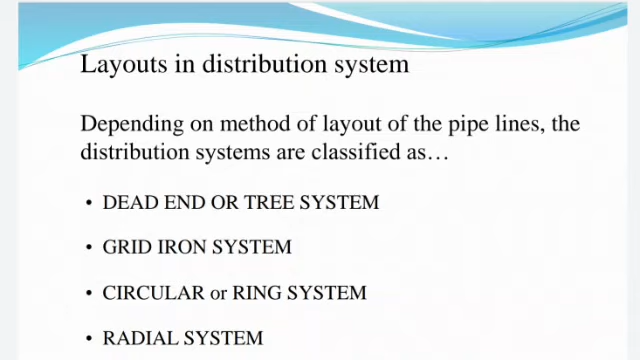 Layouts in distribution system
Depending on method of layout of the pipe lines, the
distribution systems are classified as…
• DEAD END OR TREE SYSTEM
• GRID IRON SYSTEM
• CIRCULAR or RING SYSTEM
• RADIAL SYSTEM